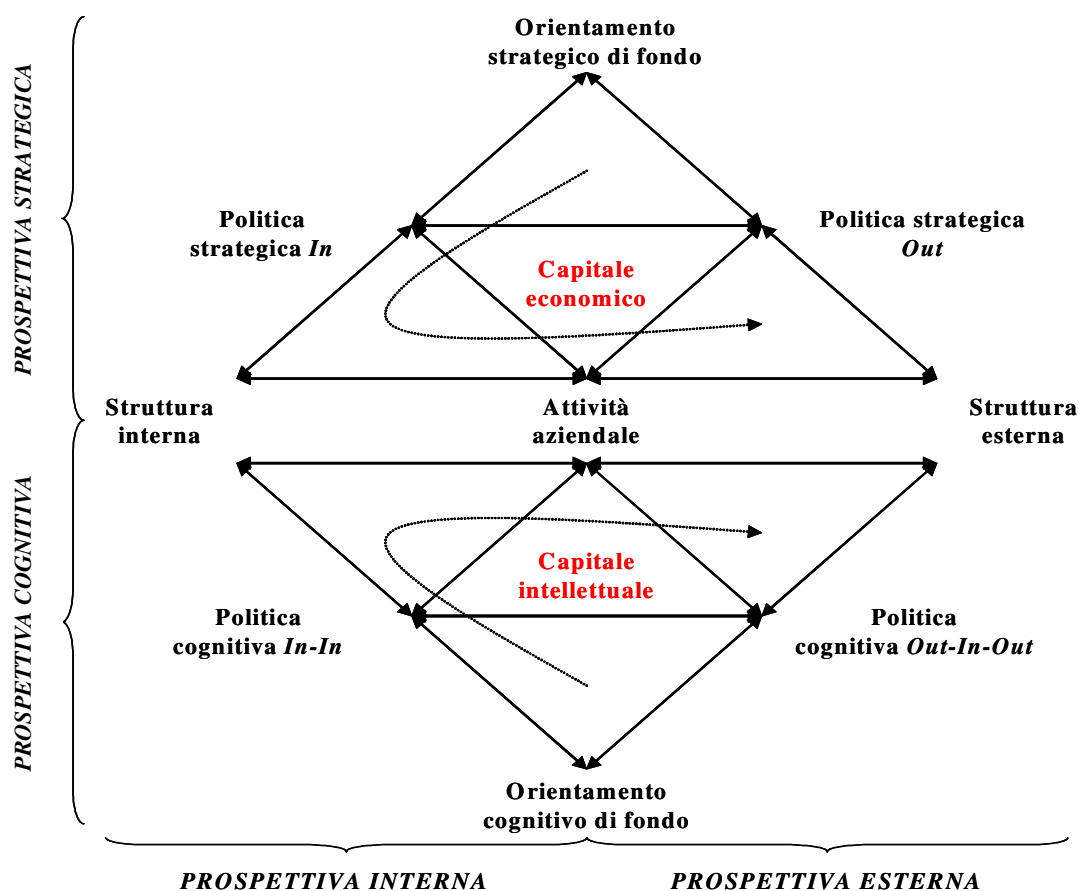 Orientamento
strategico di fondo
PROSPETTIVA STRATEGICA
Politica
strategica In
Politica strategica
Out
Capitale
economico
Struttura
interna
Attività
aziendale
Struttura
esterna
PROSPETTIVA COGNITIVA
Capitale
intellettuale
Politica
cognitiva In-In
Politica
cognitiva Out-In-Out
Orientamento
cognitivo di fondo
PROSPETTIVA INTERNA
PROSPETTIVA ESTERNA